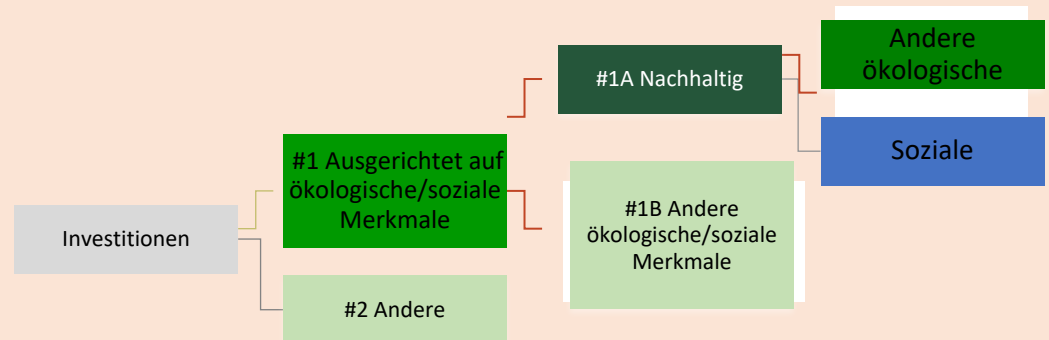 Andere
ökologische
#1A Nachhaltig
Soziale
#1 Ausgerichtet auf
ökologische/soziale
Merkmale
#1B Andere
ökologische/soziale
Merkmale
Investitionen
#2 Andere